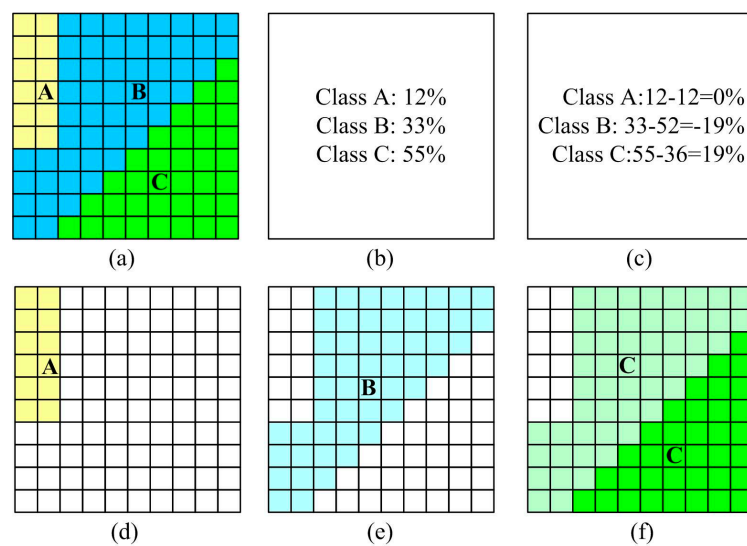 A
B
C
(a)
Class A: 12%
Class B: 33%
Class C: 55%
(b)
Class A:12-12=0%
Class B: 33-52=-19%
Class C:55-36=19%
(c)
A
(d)
B
(e)
C
C
(f)